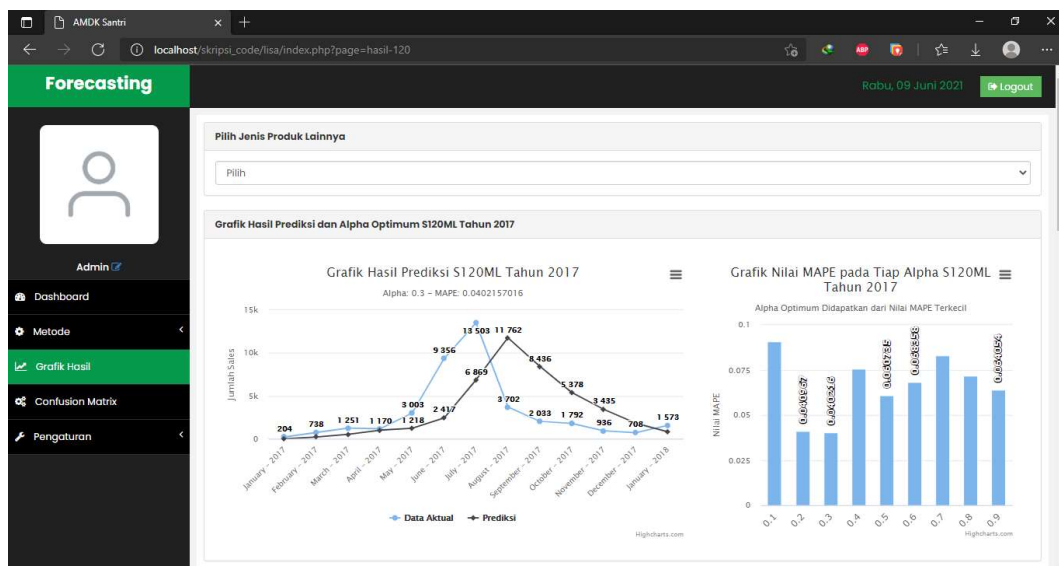 AMDK Santri
localhost/skripsi_code/lisa/index.php?page=hasil-120
ABP
Forecasting
Rabu, 09 Juni 2021
Logout
Admin
Dashboard
Metode
Grafik Hasil
Confusion Matrix
Pengaturan
Pilih Jenis Produk Lainnya
Pilih
Grafik Hasil Prediksi dan Alpha Optimum S120ML Tahun 2017
Grafik Hasil Prediksi S120ML Tahun 2017
Alpha: 0.3 – MAPE: 0.0402157016
Jumlah Sales
15k
10k
5k
0
204
738
1 251
1 170
3 003
1 218
9 356
2 417
13 503
6 869
11 762
3 702
8 436
2 033
5 378
1 792
3 435
936
708
1 573
January - 2017
February - 2017
March - 2017
April - 2017
May - 2017
June - 2017
July - 2017
August - 2017
September - 2017
October - 2017
November - 2017
December - 2017
January - 2018
Data Aktual
Prediksi
Highcharts.com
Grafik Nilai MAPE pada Tiap Alpha S120ML
Tahun 2017
Alpha Optimum Didapatkan dari Nilai MAPE Terkecil
Nilai MAPE
0.1
0.075
0.05
0.025
0
0.1
0.2
0.3
0.4
0.5
0.6
0.7
0.8
0.9
Highcharts.com